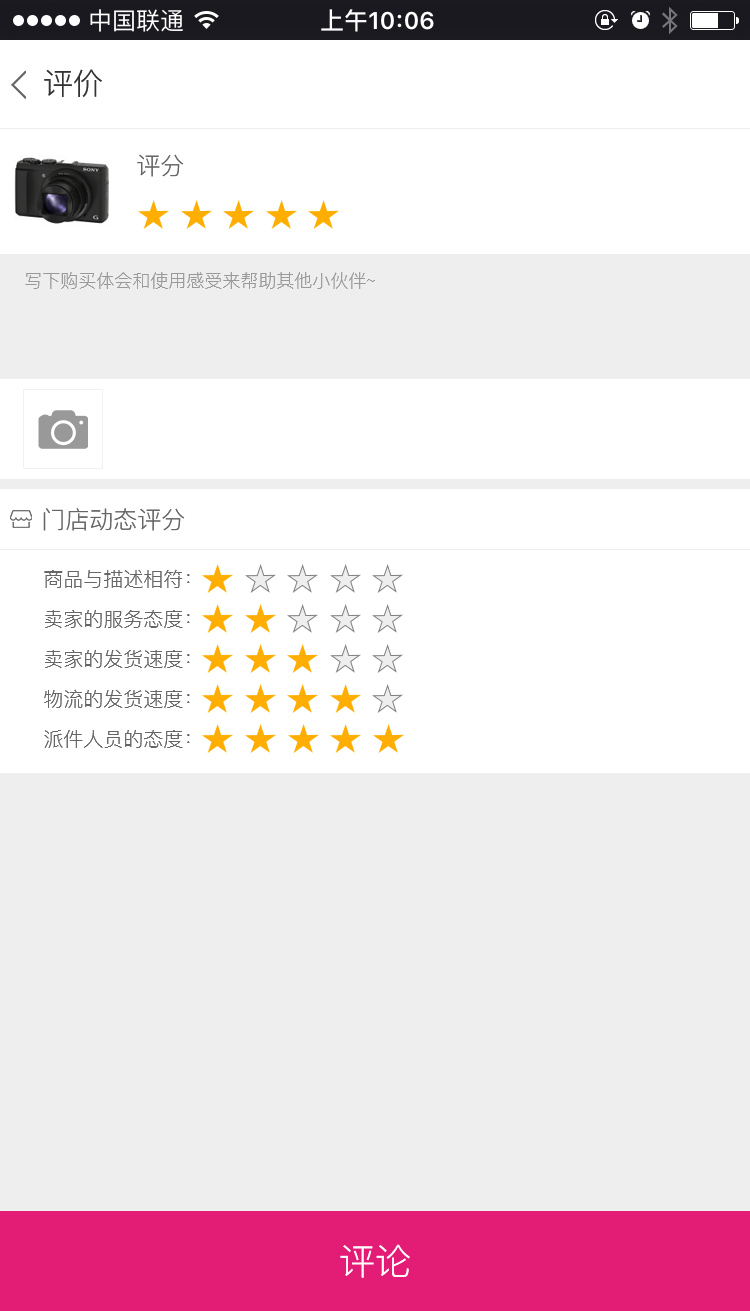 中国联通 上午10:06
评价
SONY
G
评分
写下购买体会和使用感受来帮助其他小伙伴~
门店动态评分
商品与描述相符:
卖家的服务态度:
卖家的发货速度:
物流的发货速度:
派件人员的态度:
评论